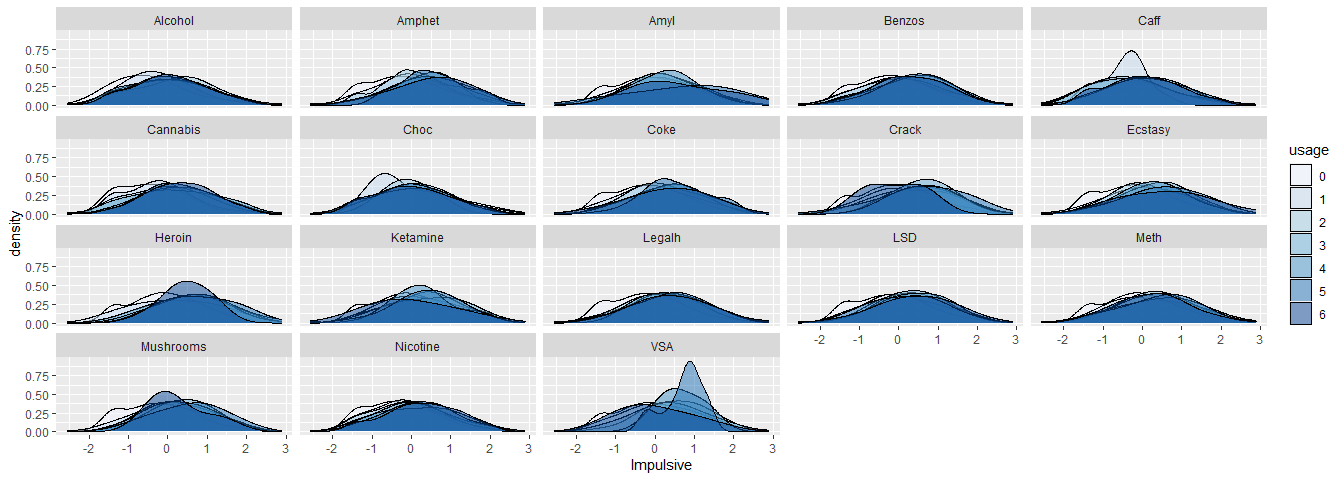 Alcohol Amphet Amyl Benzos Caff
0.75
0.50
0.25
0.00
Cannabis Choc Coke Crack Ecstasy
0.75
0.50
0.25
0.00
Heroin Ketamine Legalh LSD Meth
0.75
0.50
0.25
0.00
-2 -1 0 1 2 3 -2 -1 0 1 2 3
Mushrooms Nicotine VSA
0.75
0.50
0.25
0.00
-2 -1 0 1 2 3 -2 -1 0 1 2 3 -2 -1 0 1 2 3
Impulsive
density
usage
0
1
2
3
4
5
6